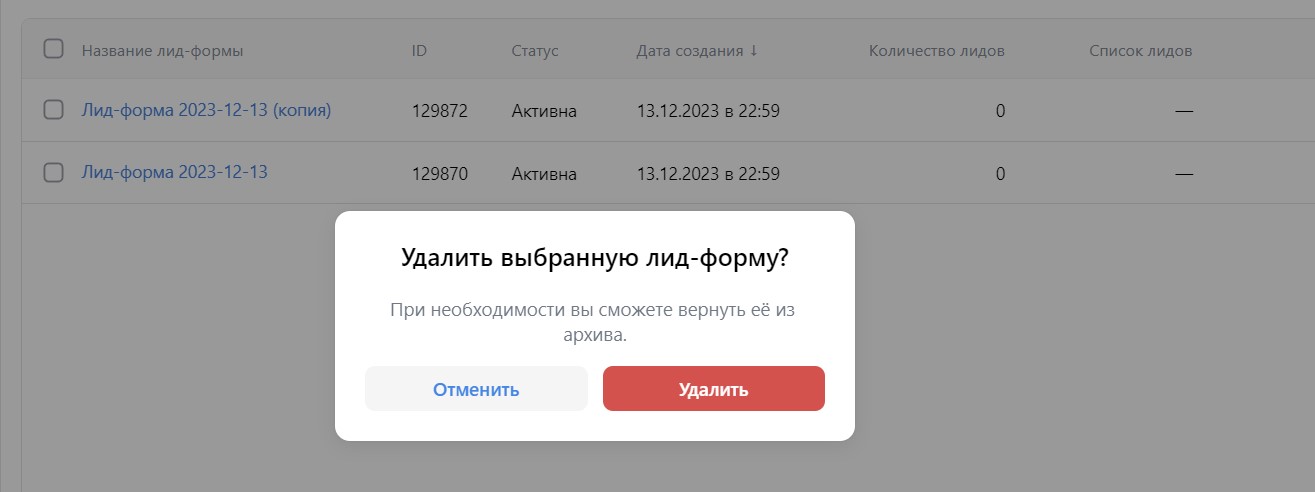 Название лид-формы ID Статус Дата создания ↓ Количество лидов Список лидов
Лид-форма 2023-12-13 (копия) 129872 Активна 13.12.2023 в 22:59 0 —
Лид-форма 2023-12-13 129870 Активна 13.12.2023 в 22:59 0 —
Удалить выбранную лид-форму?
При необходимости вы сможете вернуть её из
архива.
Отменить Удалить